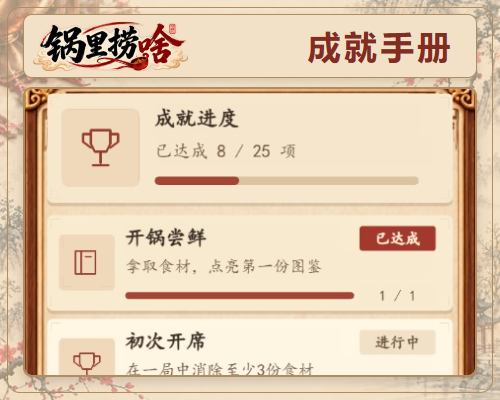 锅里捞啥
成就手册
成就进度
已达成 8 / 25 项
开锅尝鲜
已达成
拿取食材，点亮第一份图鉴
1 / 1
初次开席
进行中
在一局中消除至少3份食材